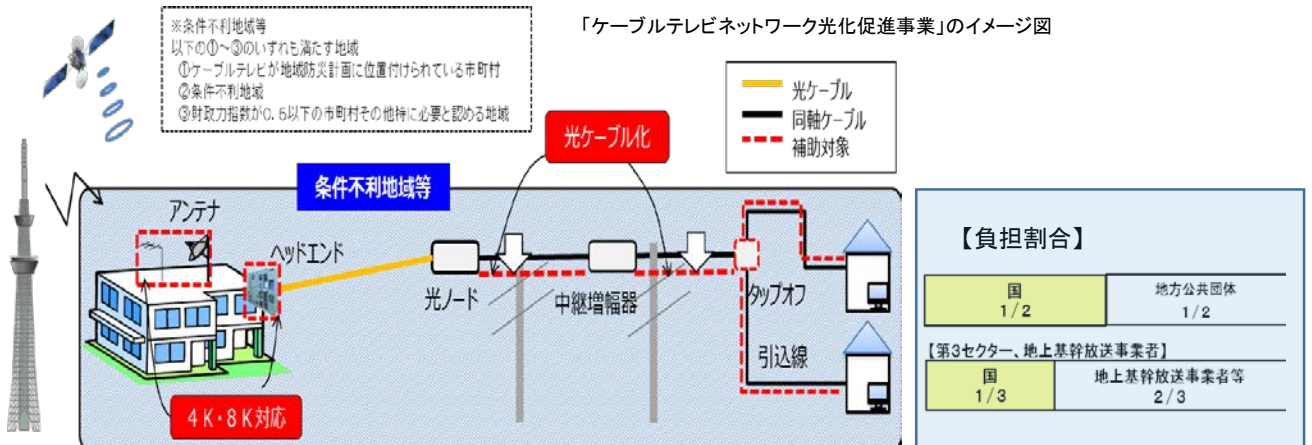 「ケーブルテレビネットワーク光化促進事業」のイメージ図
※条件不利地域等
以下の①～③のいずれも満たす地域
①ケーブルテレビが地域防災計画に位置付けられている市町村
②条件不利地域
③財政力指数が0.5以下の市町村その他特に必要と認める地域
光ケーブル
同軸ケーブル
補助対象
光ケーブル化
条件不利地域等
アンテナ
ヘッドエンド
光ノード
中継増幅器
タップオフ
引込線
4K・8K対応
【負担割合】
国
1/2
地方公共団体
1/2
【第3セクター、地上基幹放送事業者】
国
1/3
地上基幹放送事業者等
2/3